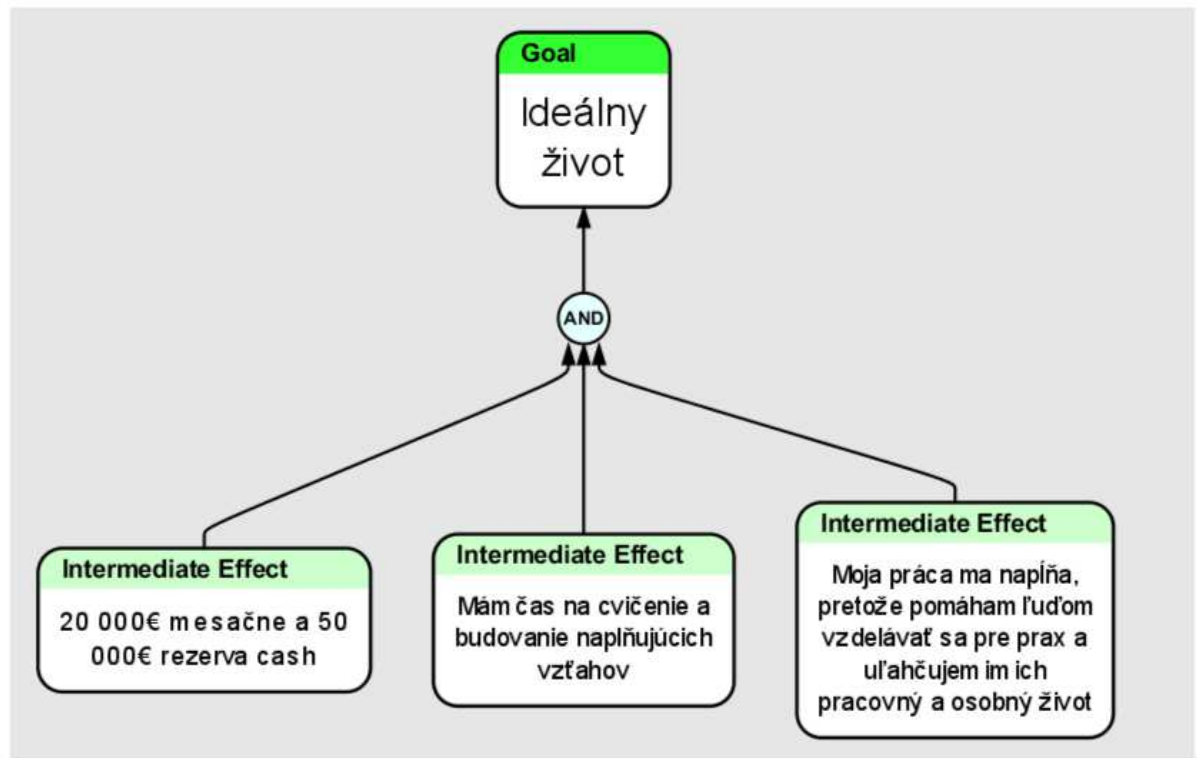 Goal
Ideálny
život
AND
Intermediate Effect
20 000€ mesačne a 50
000€ rezerva cash
Intermediate Effect
Mám čas na cvičenie a
budovanie naplňujúcich
vzťahov
Intermediate Effect
Moja práca ma napĺňa,
pretože pomáham ľuďom
vzdelávať sa pre prax a
uľahčujem im ich
pracovný a osobný život